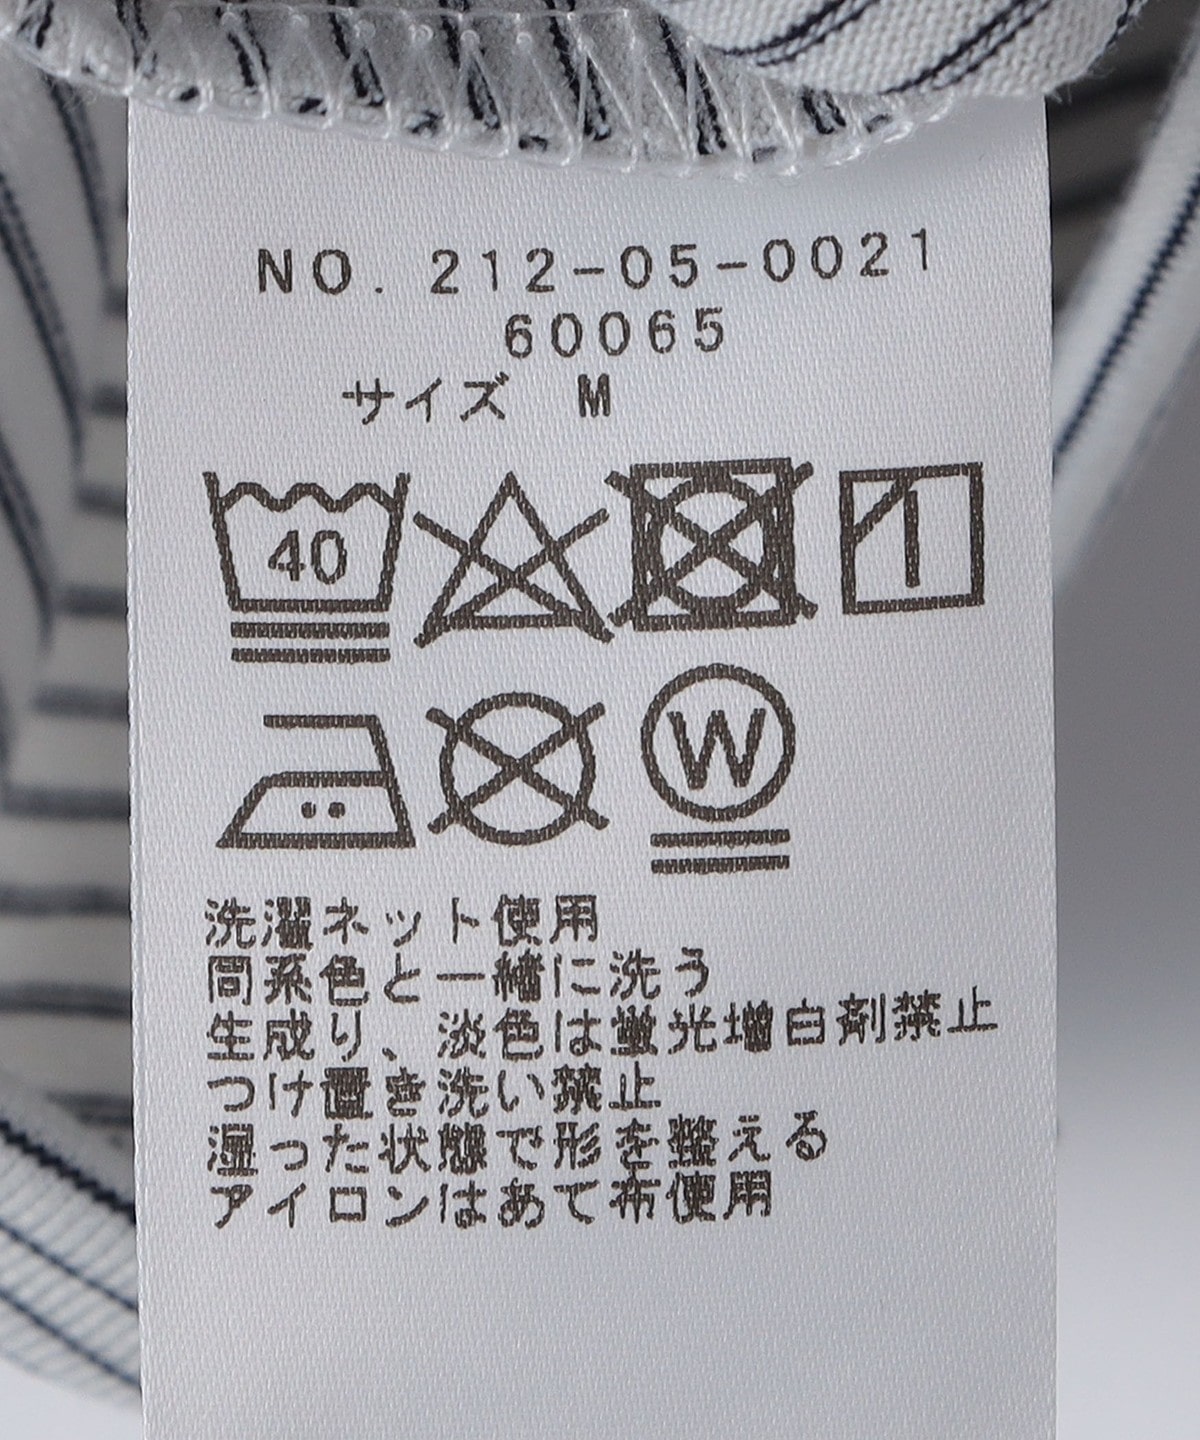 NO. 212-05-0021
60065
サイズ M
40
W
洗濯ネット使用
同系色と一緒に洗う
生成り、淡色は蛍光増白剤禁止
つけ置き洗い禁止
湿った状態で形を整える
アイロンはあて布使用